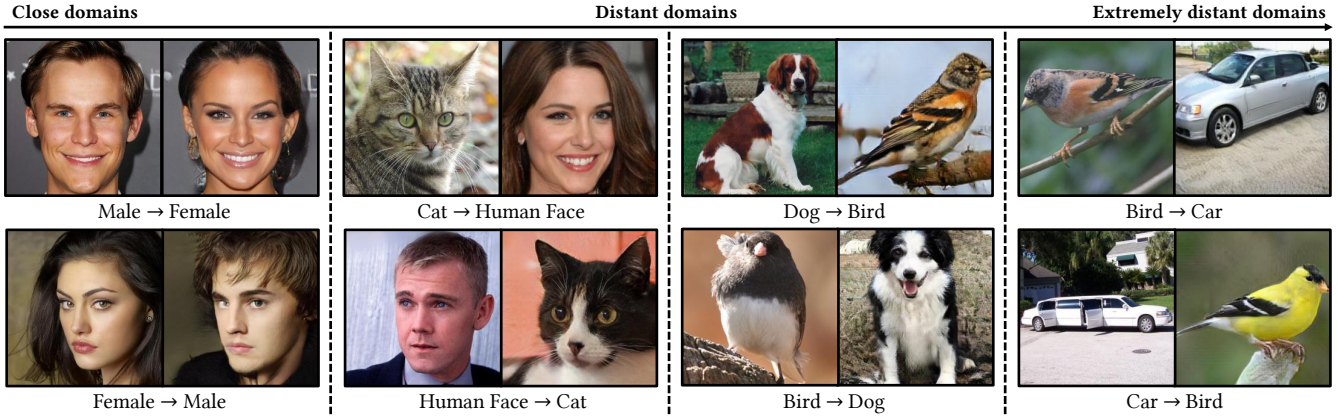 Close domains
Distant domains
Extremely distant domains
Male → Female
Cat → Human Face
Dog → Bird
Bird → Car
Female → Male
Human Face → Cat
Bird → Dog
Car → Bird